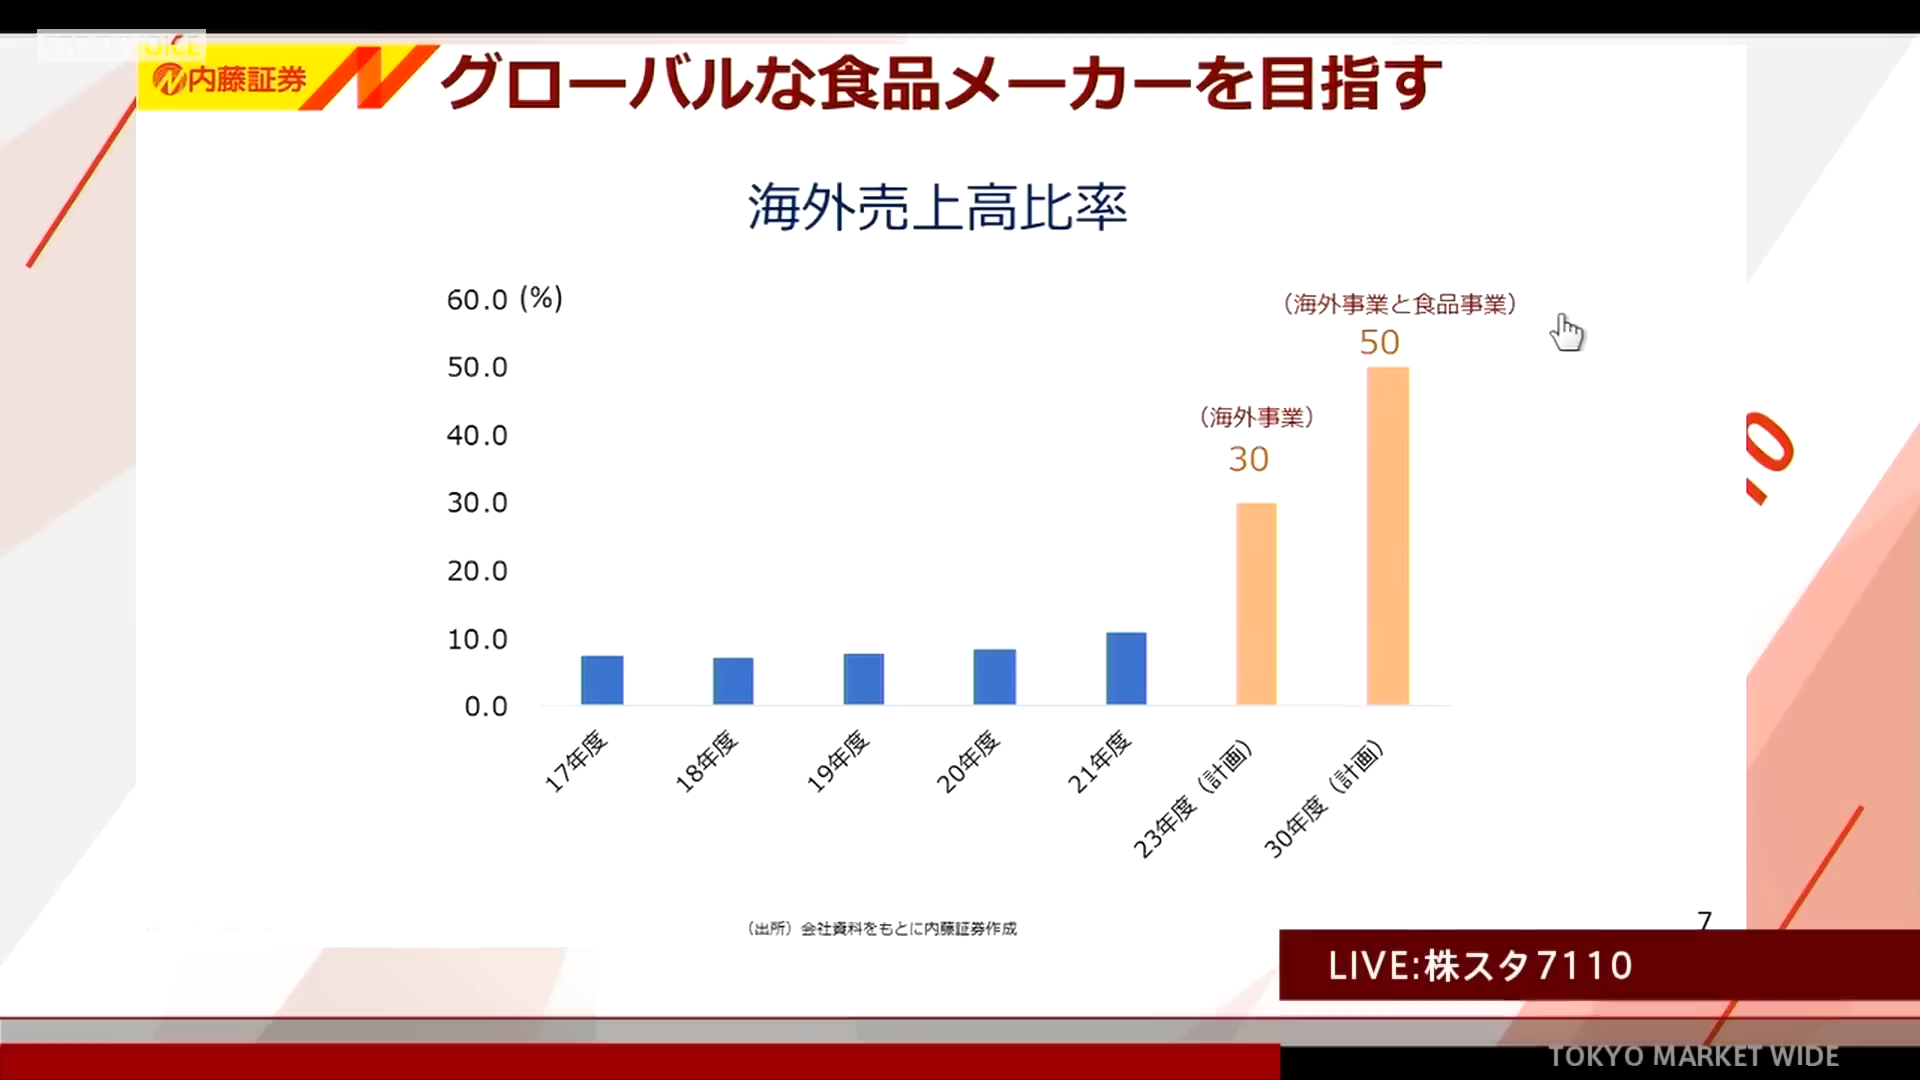 STOCKVOICE
内藤証券
グローバルな食品メーカーを目指す
海外売上高比率
60.0 (%)
50.0
40.0
30.0
20.0
10.0
0.0
（海外事業と食品事業）
50
（海外事業）
30
17年度
18年度
19年度
20年度
21年度
23年度（計画）
30年度（計画）
（出所）会社資料をもとに内藤証券作成
7
10
LIVE:株スタ7110
TOKYO MARKET WIDE